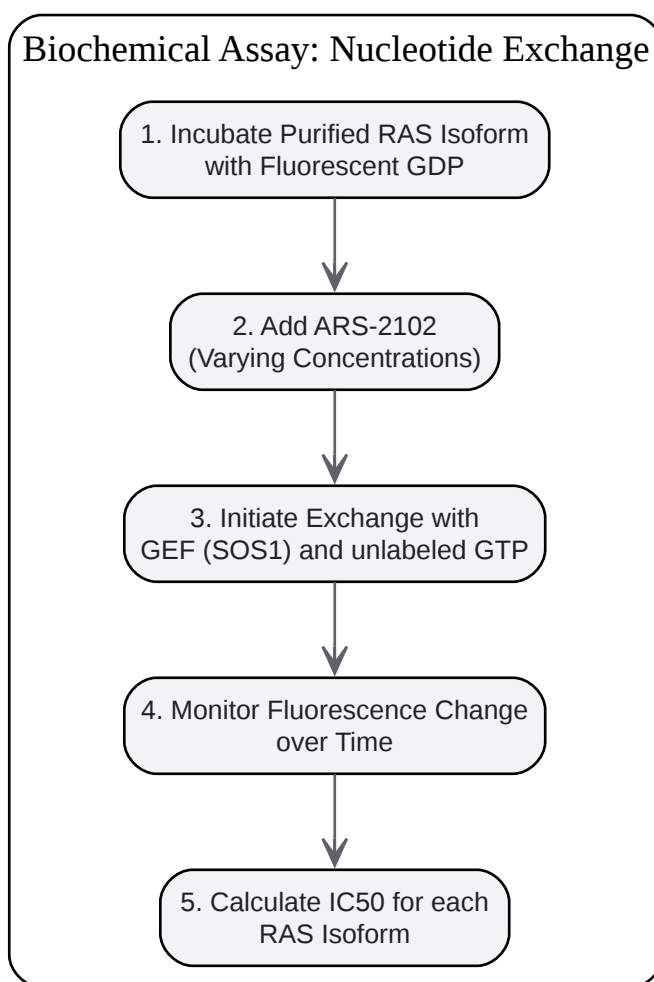 Biochemical Assay: Nucleotide Exchange
1. Incubate Purified RAS Isoform
with Fluorescent GDP
2. Add ARS-2102
(Varying Concentrations)
3. Initiate Exchange with
GEF (SOS1) and unlabeled GTP
4. Monitor Fluorescence Change
over Time
5. Calculate IC50 for each
RAS Isoform